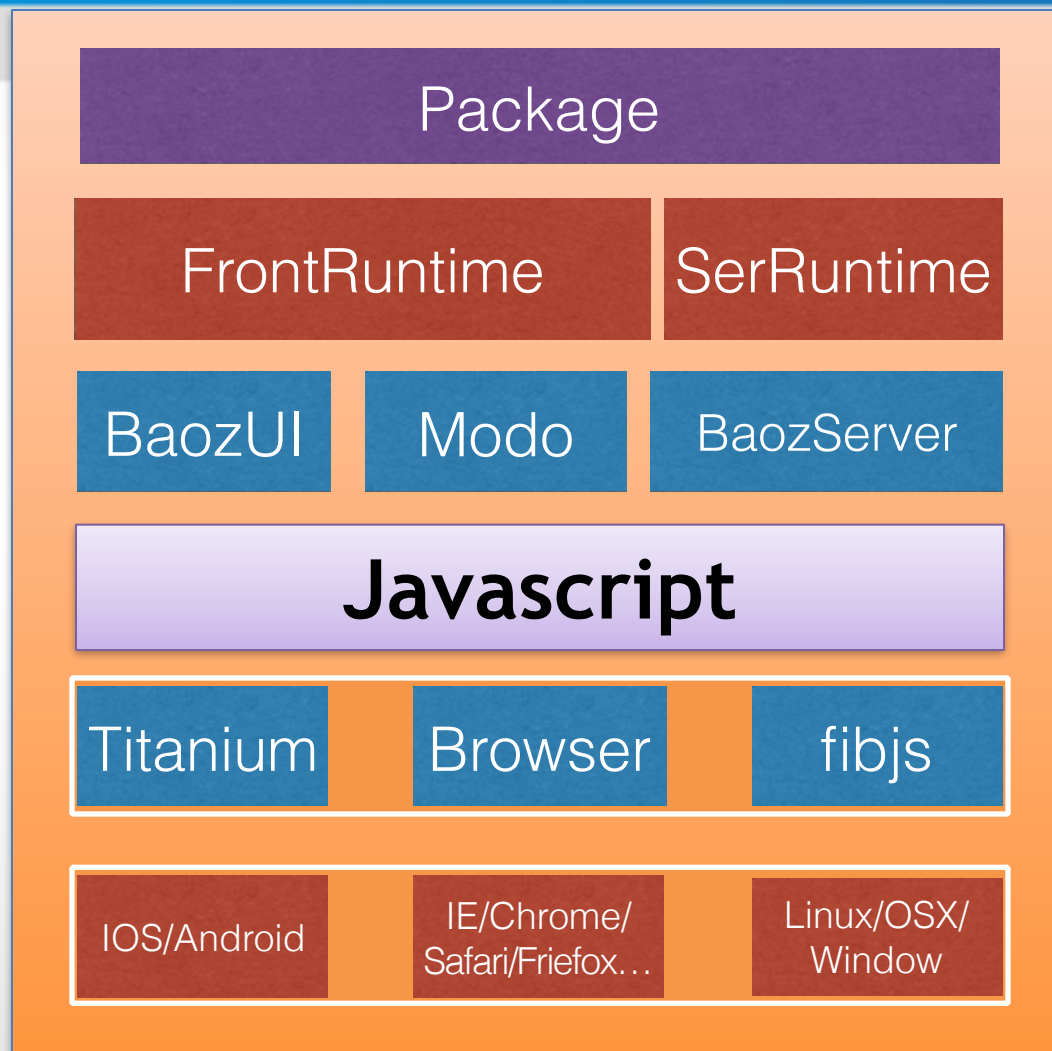 Package
FrontRuntime
SerRuntime
BaozUI
Modo
BaozServer
Javascript
Titanium
Browser
fibjs
IOS/Android
IE/Chrome/
Safari/Friefox…
Linux/OSX/
Window